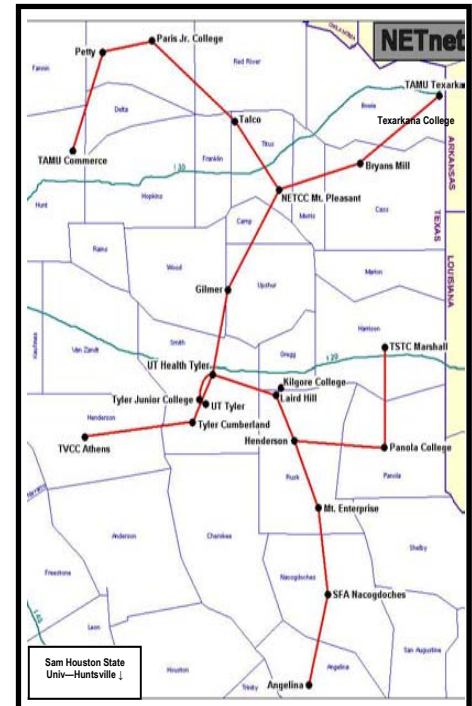 OKLAHOMA
NETnet
Paris Jr. College
Petty
Fannin
Red River
TAMU Texarka
Delta
Bowie
Texarkana College
Talco
ARKANSAS
TAMU Commerce
Titus
Franklin
I 30
Bryans Mill
Hunt
Hopkins
NETCC Mt. Pleasant
Cass
Morris
Camp
TEXAS
Rains
Wood
LOUISIANA
Marion
Gilmer
Upshur
Harrison
Kaufman
Van Zandt
Smith
TSTC Marshall
Gregg
I 20
UT Health Tyler
Kilgore College
Tyler Junior College
Laird Hill
UT Tyler
Henderson
Tyler Cumberland
TVCC Athens
Henderson
Panola College
Rusk
Panola
Mt. Enterprise
Anderson
Cherokee
Shelby
Freestone
Nacogdoches
SFA Nacogdoches
Leon
I 45
San Augustine
Sam Houston State
Univ—Huntsville ↓
Houston
Angelina
Trinity
Angelina